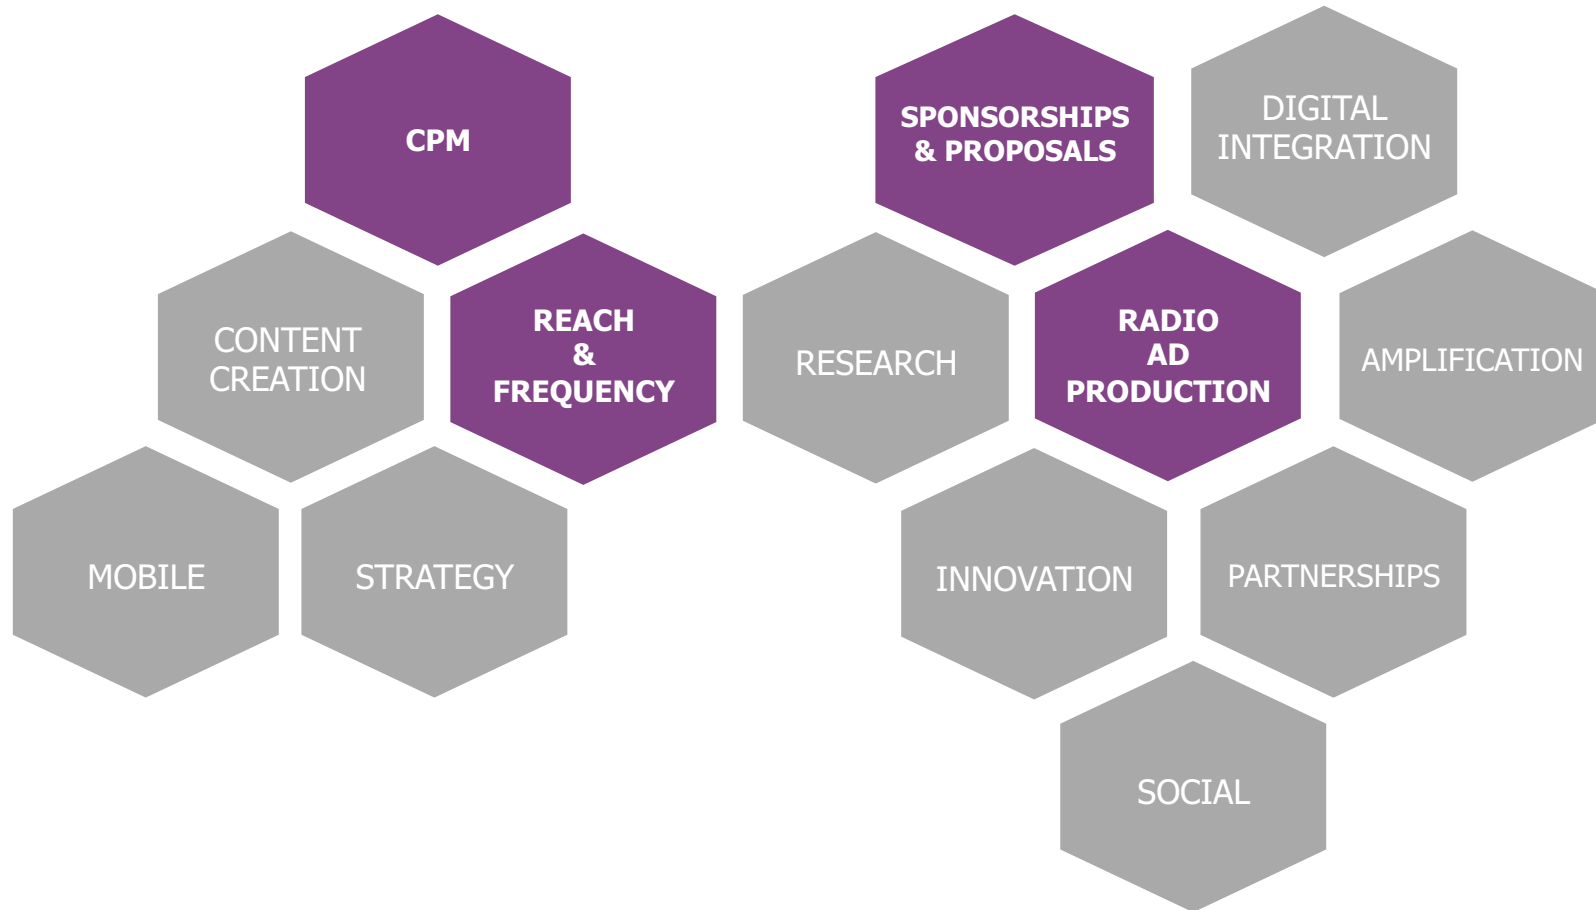 CPM
SPONSORSHIPS
& PROPOSALS
DIGITAL
INTEGRATION
CONTENT
CREATION
REACH
&
FREQUENCY
RESEARCH
RADIO
AD
PRODUCTION
AMPLIFICATION
MOBILE
STRATEGY
INNOVATION
PARTNERSHIPS
SOCIAL